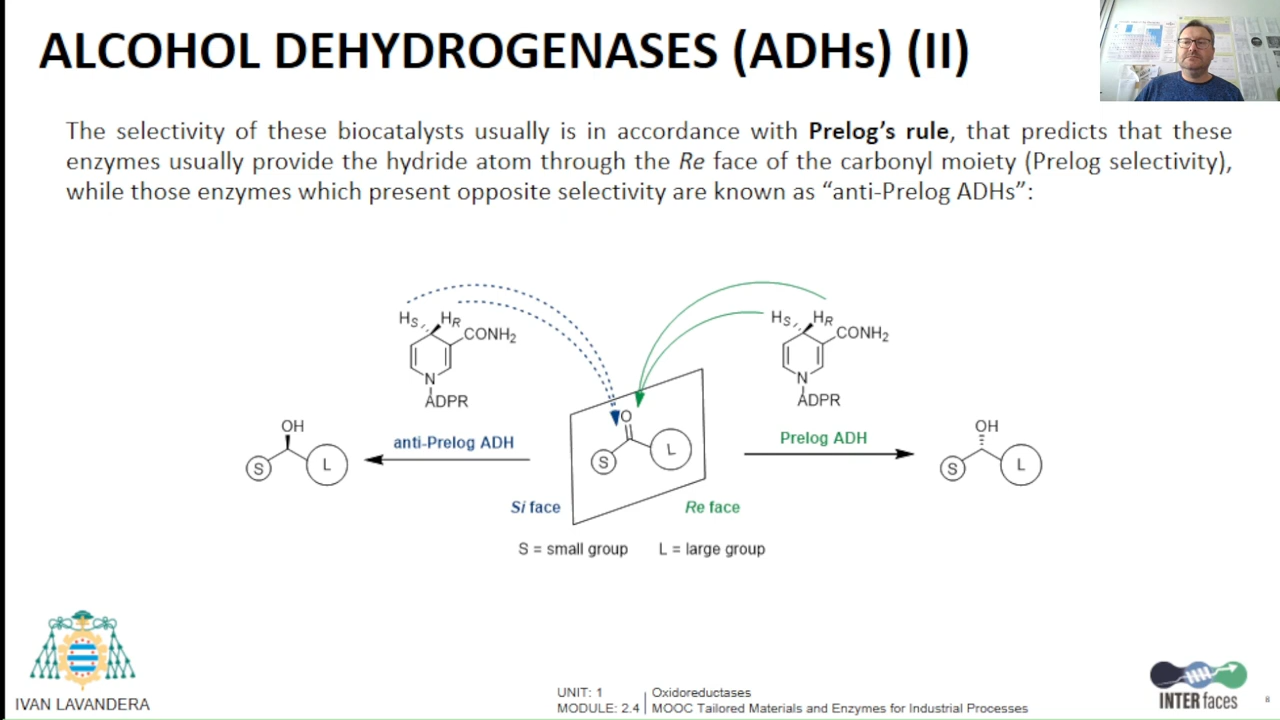 ALCOHOL DEHYDROGENASES (ADHs) (II)
The selectivity of these biocatalysts usually is in accordance with Prelog's rule, that predicts that these
enzymes usually provide the hydride atom through the Re face of the carbonyl moiety (Prelog selectivity),
while those enzymes which present opposite selectivity are known as “anti-Prelog ADHs”:
HS HR
CONH2
N
ADPR
HS HR
CONH2
N
ADPR
OH
S
L
anti-Prelog ADH
O
S
L
Prelog ADH
OH
S
L
Si face
Re face
S = small group L = large group
IVAN LAVANDERA
UNIT: 1 Oxidoreductases
MODULE: 2.4 MOOC Tailored Materials and Enzymes for Industrial Processes
INTERfaces
8